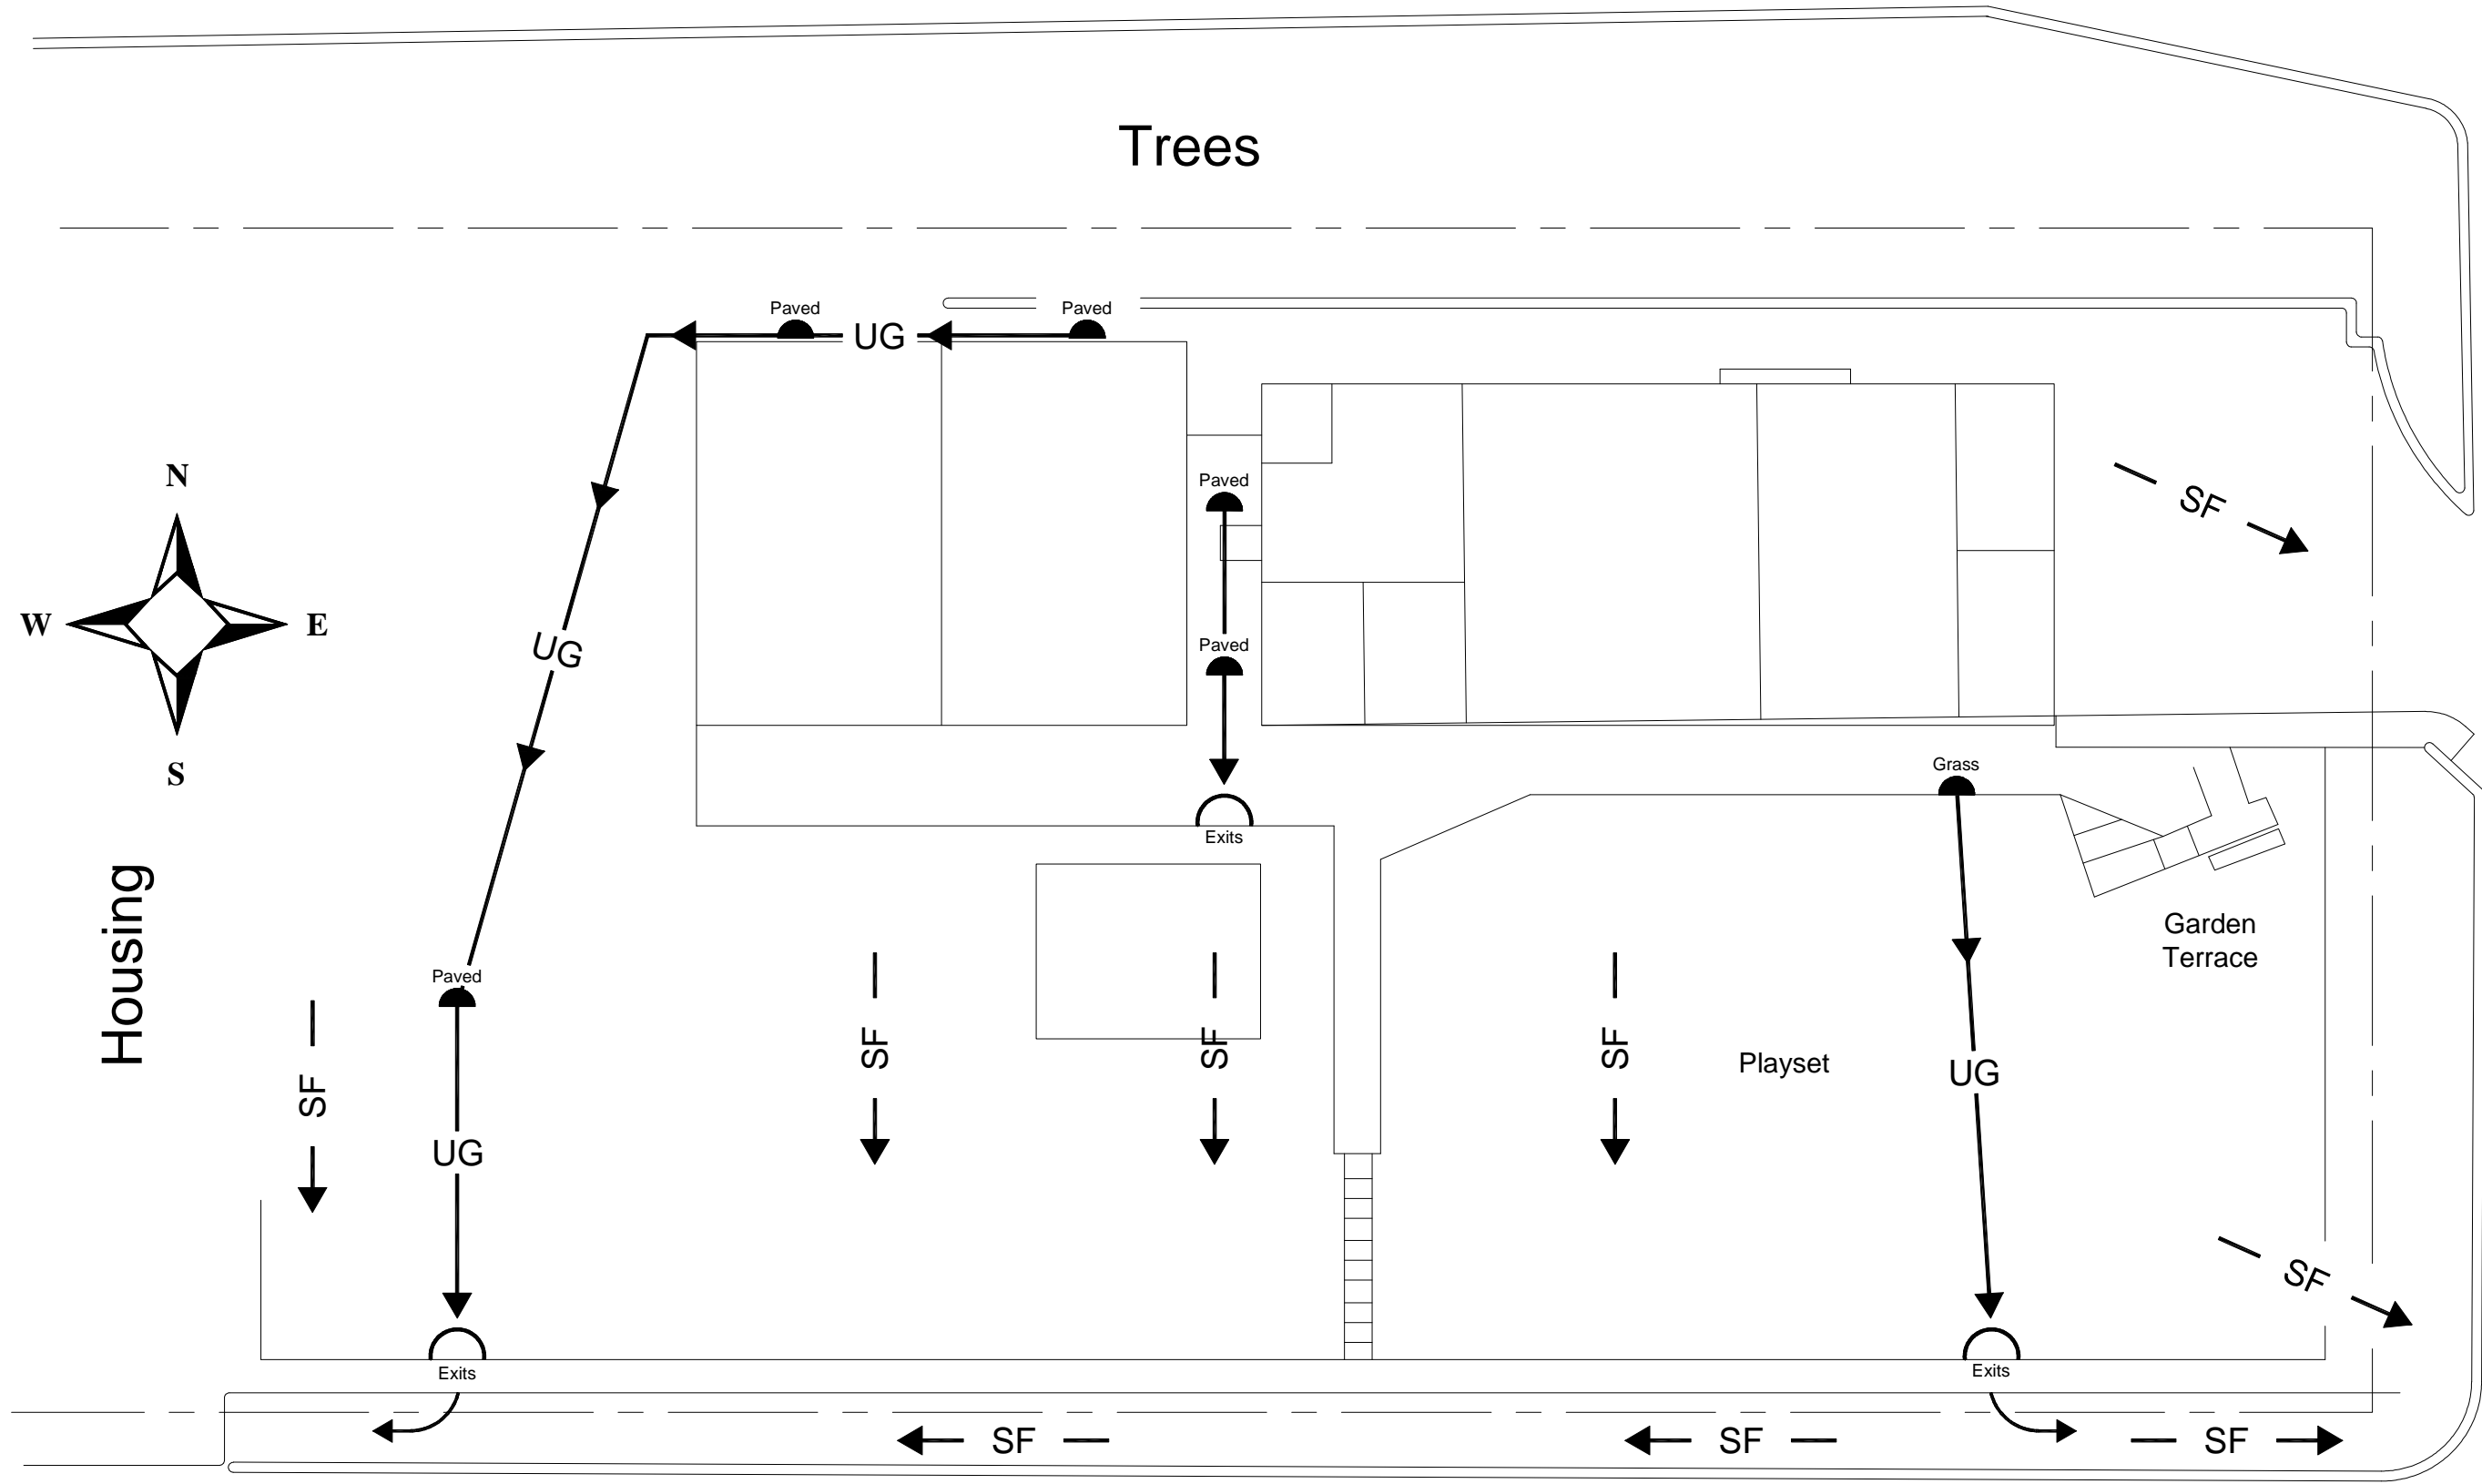 Trees
Paved
Paved
UG
N
W
E
S
Paved
SF
UG
Paved
Grass
Exits
Housing
Garden
Terrace
Paved
SF
SF
SF
SF
Playset
UG
UG
SF
Exits
Exits
SF
SF
SF